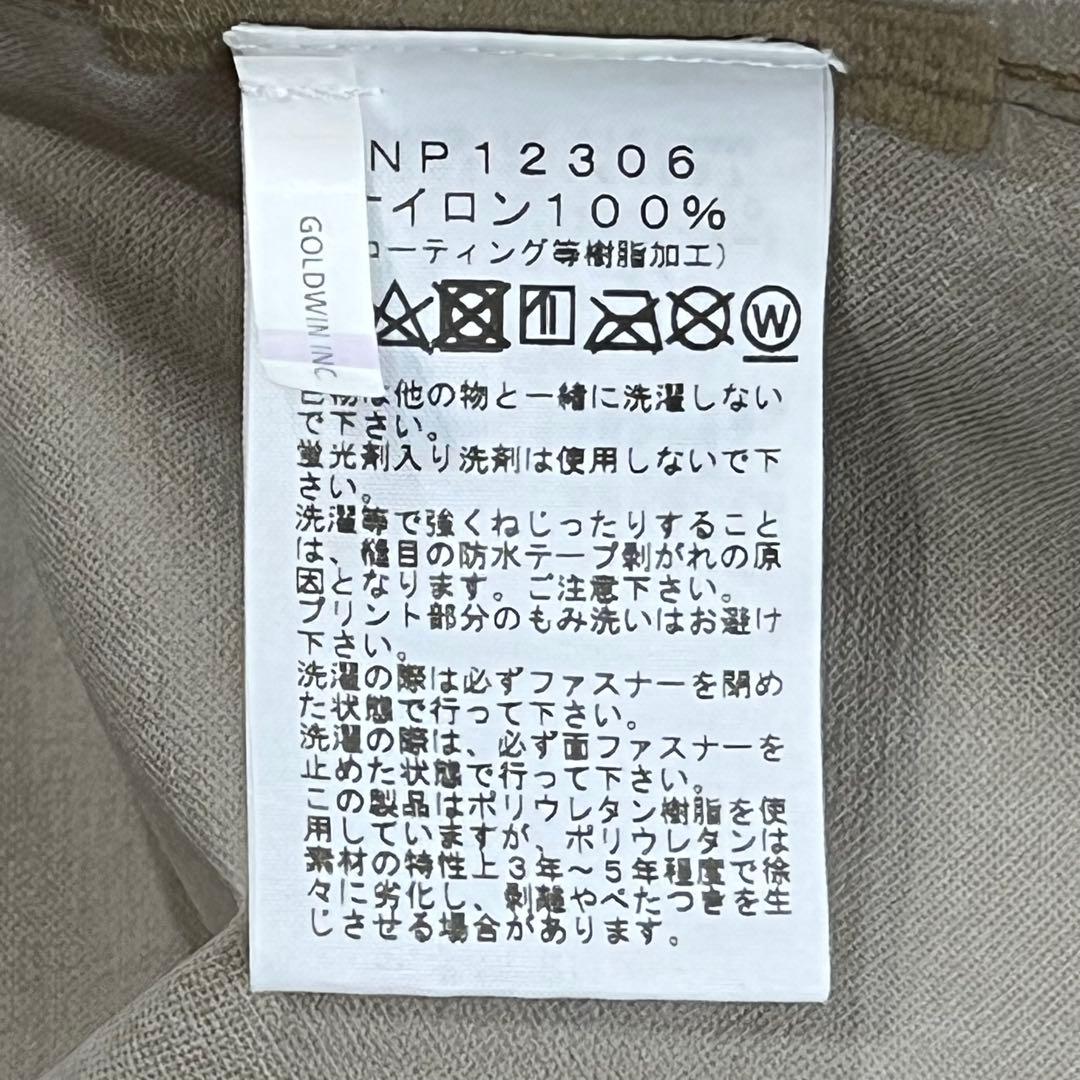 NP12306
イロン100%
コーティング等樹脂加工)
W
GOLDWIN INC
物は他の物と一緒に洗濯しない
で下さい。
蛍光剤入り洗剤は使用しないで下
さい。
洗濯等で強くねじったりすること
は、縫目の防水テープ剥がれの原
因となります。ご注意下さい。
プリント部分のもみ洗いはお避け
下さい。
洗濯の際は必ずファスナーを閉め
た状態で行って下さい。
洗濯の際は、必ず面ファスナーを
止めた状態で行って下さい。
この製品はポリウレタン樹脂を使
用していますが、ポリウレタンは
素材の特性上3年~5年程度で徐
々に劣化し、剥離やべたつきを生
じさせる場合があります。